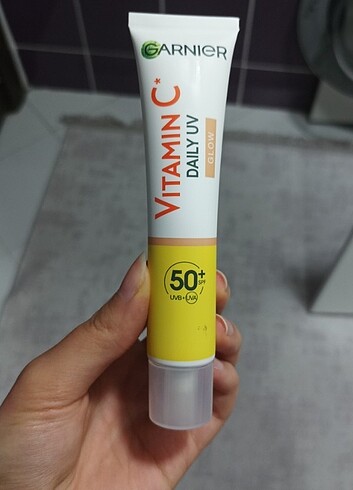 GARNIER
VITAMIN C*
DAILY UV
GLOW
50+
SPF
UVB+UVA